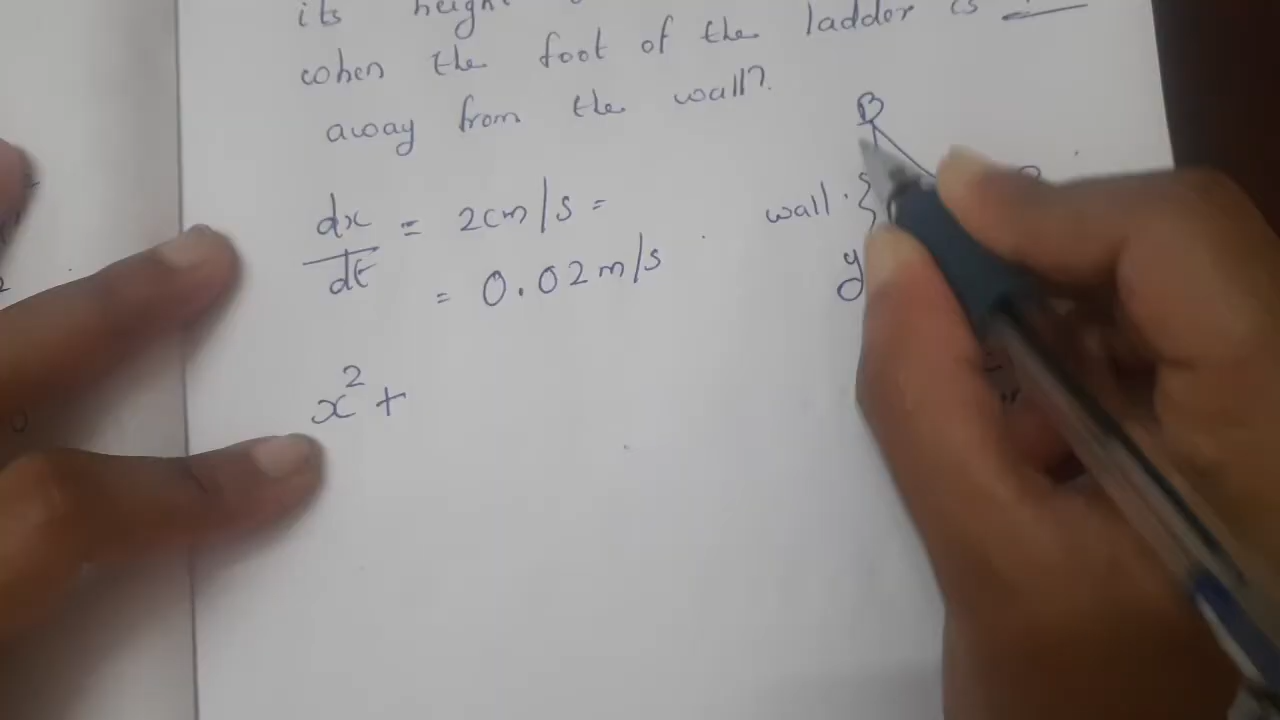 its height
cohen the foot of the ladder is
away from the wall?
B
dx/dt = 2cm/s =
wall
= 0.02m/s
y
x² +